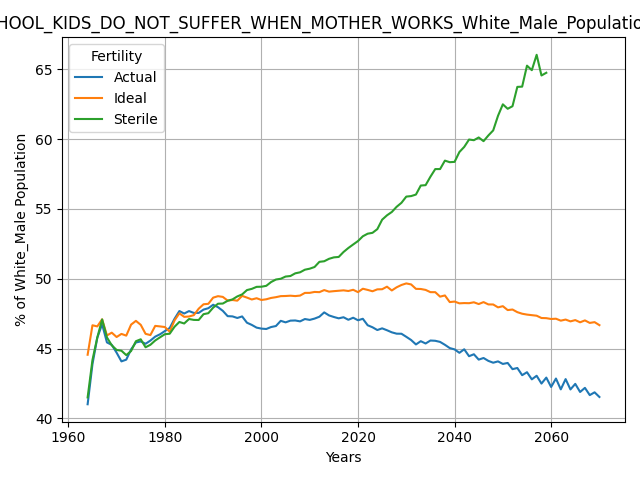 HOOL_KIDS_DO_NOT_SUFFER_WHEN_MOTHER_WORKS_White_Male_Populatio
Fertility
Actual
Ideal
Sterile
% of White_Male Population
65
60
55
50
45
40
1960 1980 2000 2020 2040 2060
Years